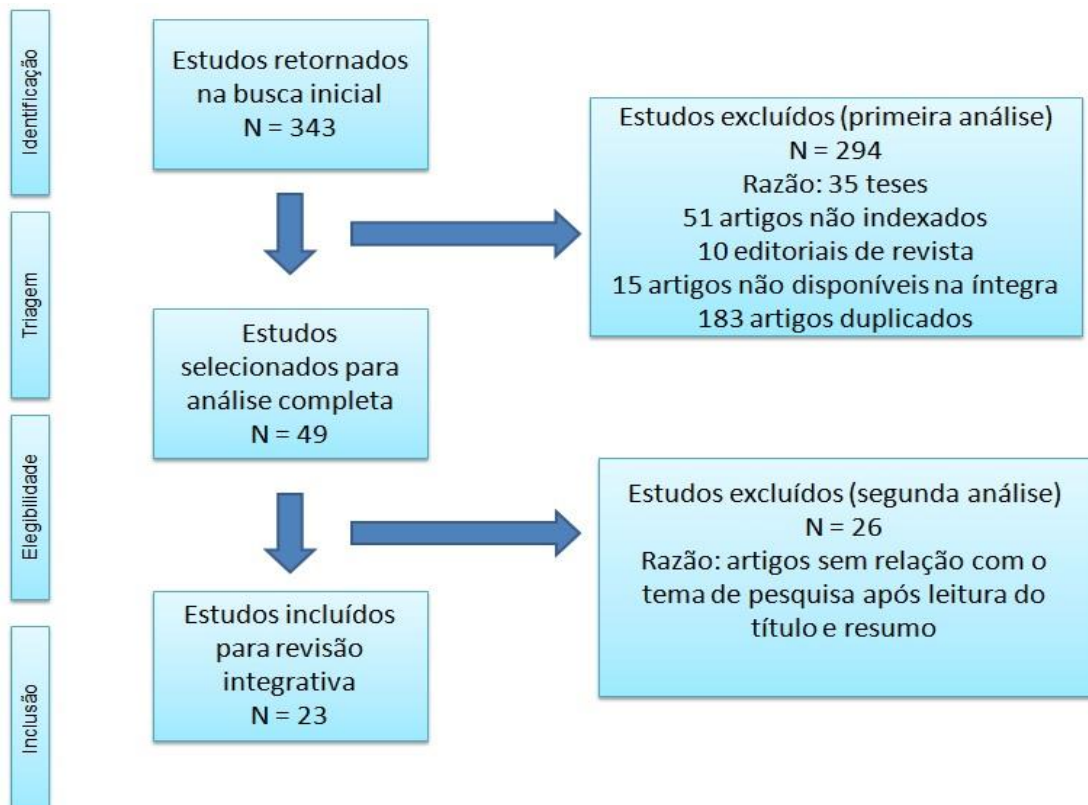 Identificação
Estudos retornados
na busca inicial
N = 343
Estudos excluídos (primeira análise)
N = 294
Razão: 35 teses
51 artigos não indexados
10 editoriais de revista
15 artigos não disponíveis na íntegra
183 artigos duplicados
Triagem
Estudos
selecionados para
análise completa
N = 49
Elegibilidade
Estudos excluídos (segunda análise)
N = 26
Razão: artigos sem relação com o
tema de pesquisa após leitura do
título e resumo
Inclusão
Estudos incluídos
para revisão
integrativa
N = 23